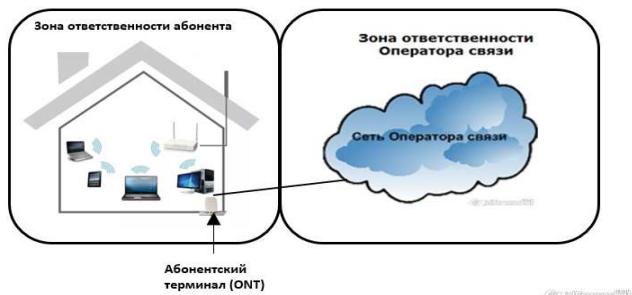 Зона ответственности абонента
Зона ответственности
Оператора связи
Сеть Оператора связи
Абонентский
терминал (ONT)